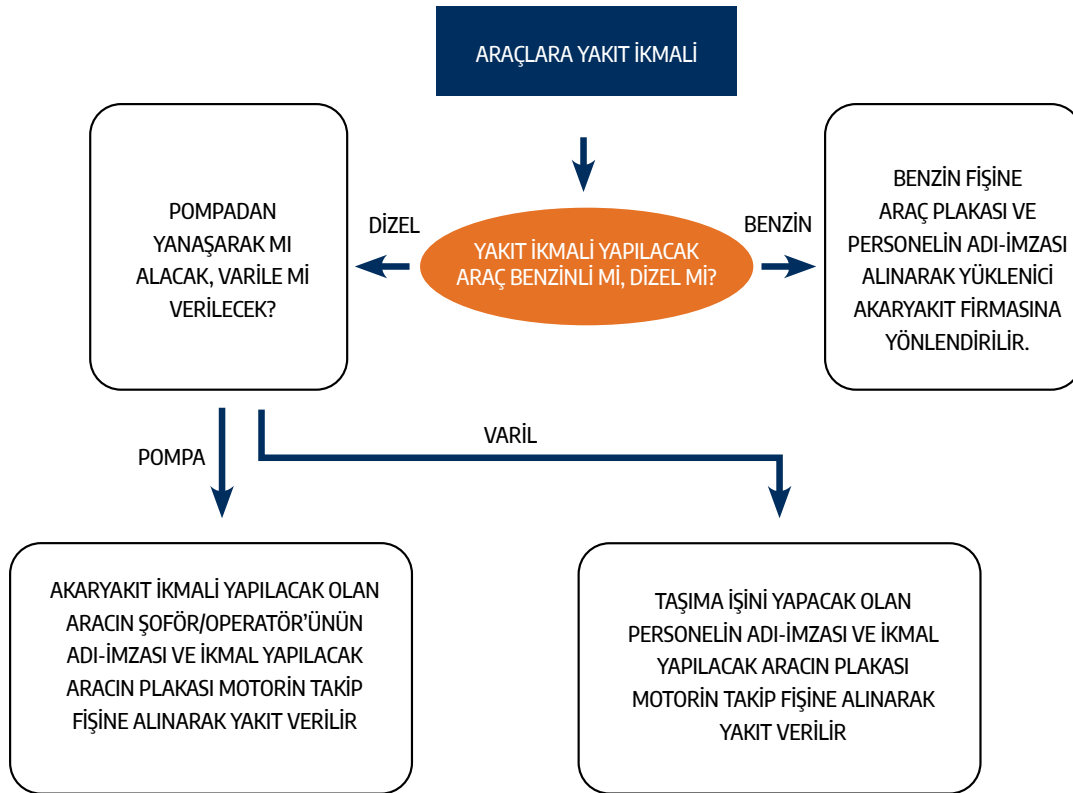 ARAÇLARA YAKIT İKMALİ
POMPADAN
YANAŞARAK MI
ALACAK, VARİLE Mİ
VERİLECEK?
DİZEL
YAKIT İKMALİ YAPILACAK
ARAÇ BENZİNLİ Mİ, DİZEL Mİ?
BENZİN
BENZİN FİŞİNE
ARAÇ PLAKASI VE
PERSONELİN ADI-İMZASI
ALINARAK YÜKLENİCİ
AKARYAKIT FİRMASINA
YÖNLENDİRİLİR.
POMPA
VARİL
AKARYAKIT İKMALİ YAPILACAK OLAN
ARACIN ŞOFÖR/OPERATÖR’ÜNÜN
ADI-İMZASI VE İKMAL YAPILACAK
ARACIN PLAKASI MOTORİN TAKİP
FİŞİNE ALINARAK YAKIT VERİLİR
TAŞIMA İŞİNİ YAPACAK OLAN
PERSONELİN ADI-İMZASI VE İKMAL
YAPILACAK ARACIN PLAKASI
MOTORİN TAKİP FİŞİNE ALINARAK
YAKIT VERİLİR